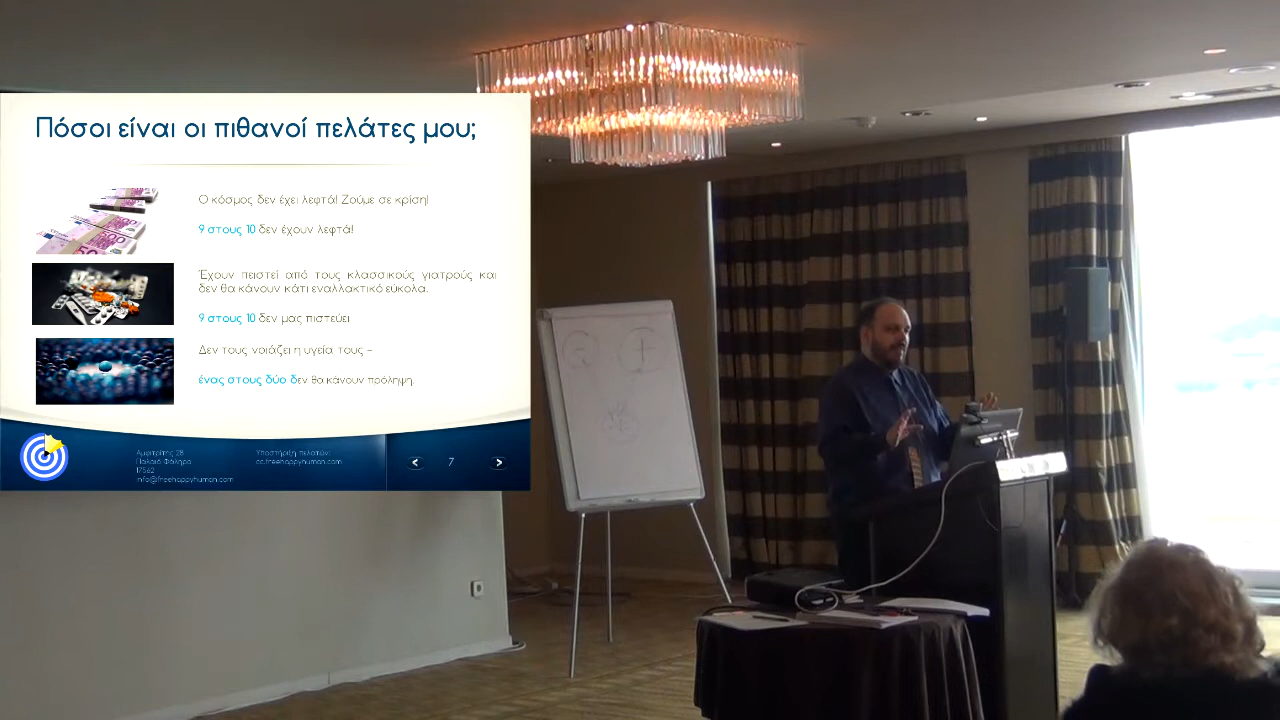 Πόσοι είναι οι πιθανοί πελάτες μου;
Ο κόσμος δεν έχει λεφτά! Ζούμε σε κρίση!
9 στους 10 δεν έχουν λεφτά!
Έχουν πειστεί από τους κλασσικούς γιατρούς και
δεν θα κάνουν κάτι εναλλακτικό εύκολα.
9 στους 10 δεν μας πιστεύει
Δεν τους νοιάζει η υγεία τους –
ένας στους δύο δεν θα κάνουν πρόληψη.
Αμφιτρίτης 28
Παλαιό Φάληρο
17562
info@freehappyhuman.com
Υποστήριξη πελατών:
cc.freehappyhuman.com
7